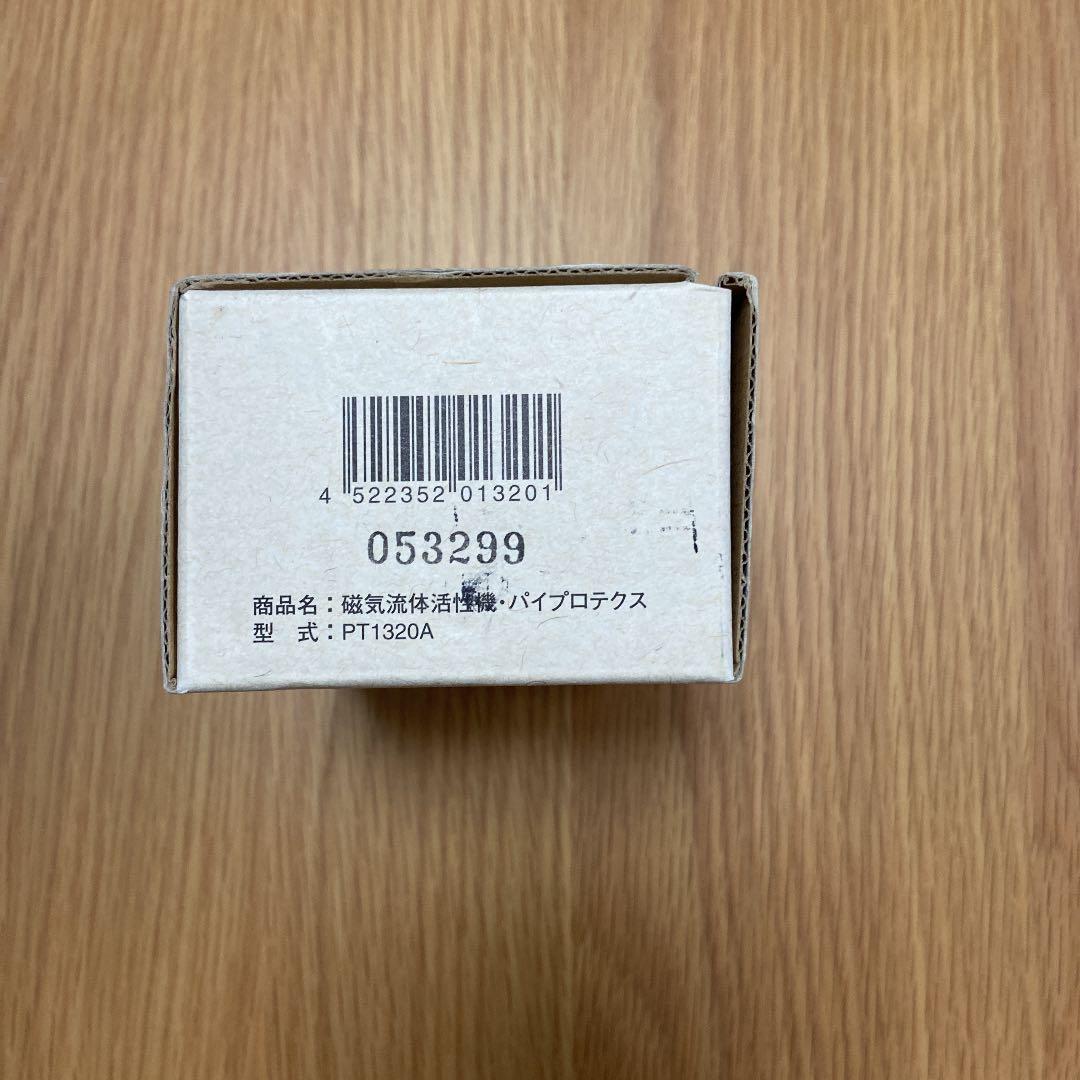 4 522352 013201
053299
商品名：磁気流体活性機・パイプロテクス
型　式：PT1320A